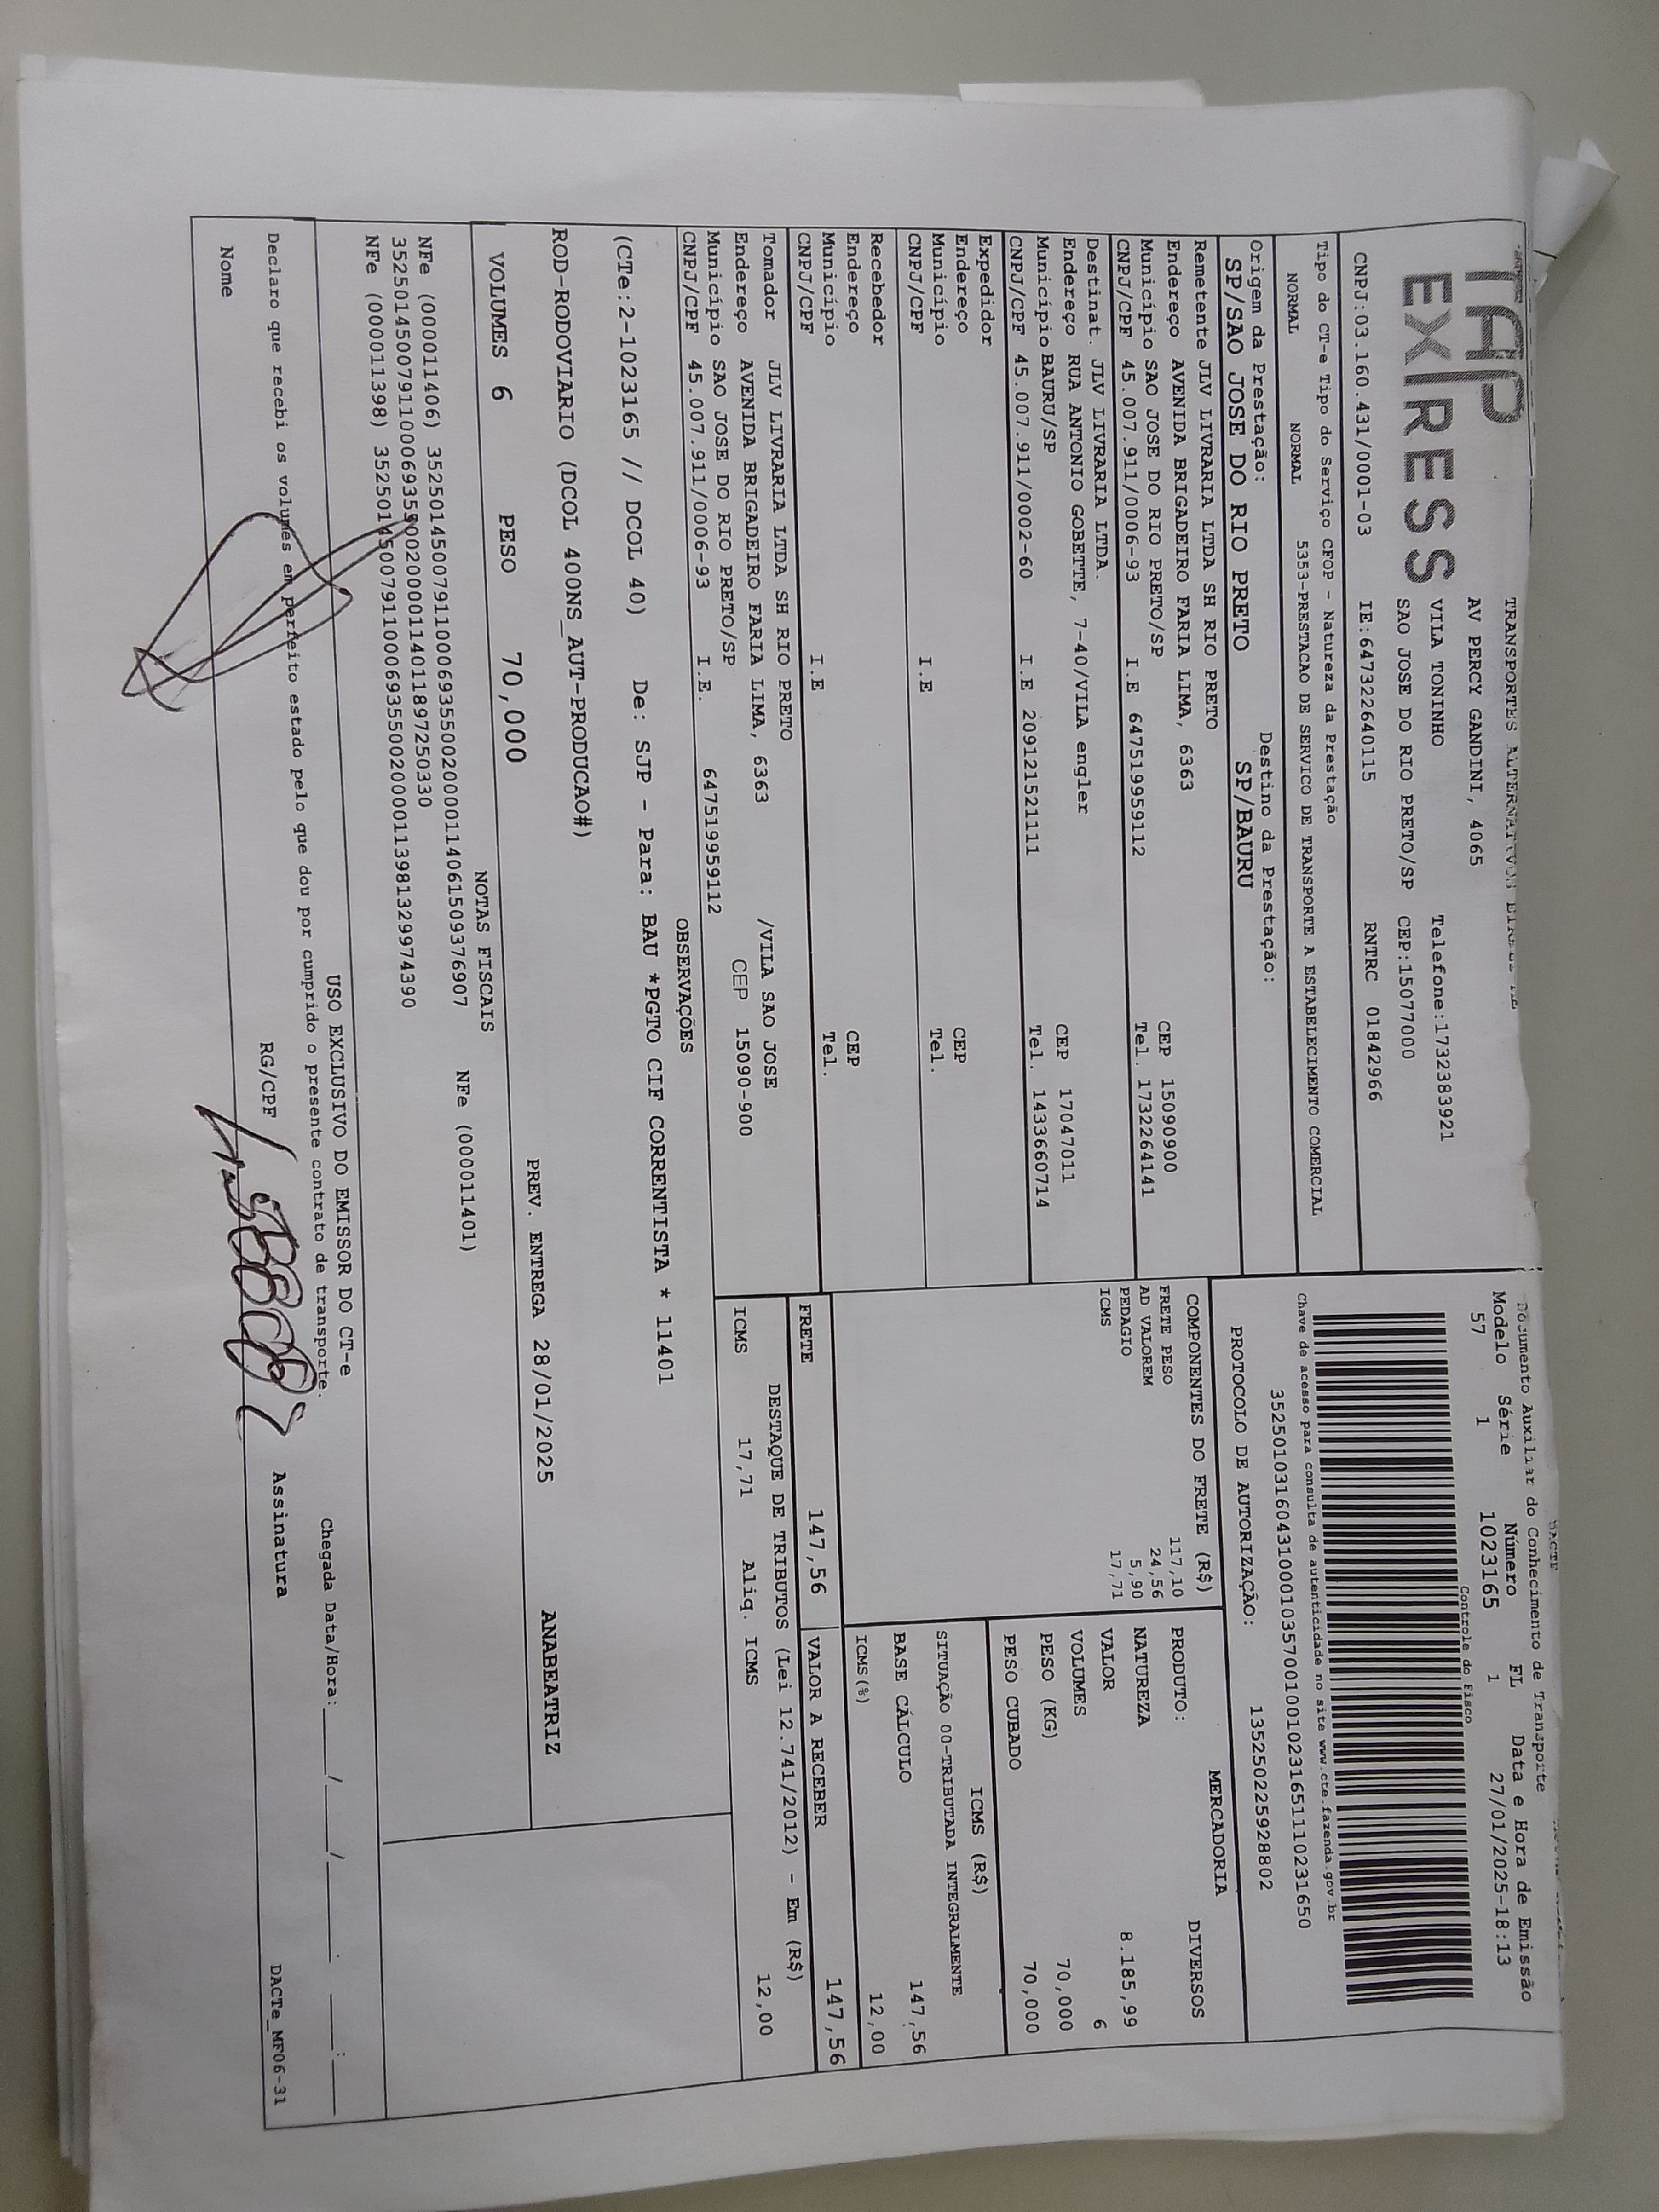 TAP
EXPRESS
TRANSPORTES ALTERNATIVOS
AV PERCY GANDINI, 4065
VILA TONINHO Telefone:1732383921
SAO JOSE DO RIO PRETO/SP CEP:15077000
CNPJ:03.160.431/0001-03 IE:647322640115 RNTRC 01842966
Tipo do CT-e Tipo do Serviço CFOP - Natureza da Prestação
NORMAL NORMAL 5353-PRESTACAO DE SERVICO DE TRANSPORTE A ESTABELECIMENTO COMERCIAL
Origem da Prestação: Destino da Prestação:
SP/SAO JOSE DO RIO PRETO SP/BAURU
DACTE
Documento Auxiliar do Conhecimento de Transporte
Modelo Série Número FL Data e Hora de Emissão
57 1 1023165 1 27/01/2025-18:13
Controle do Fisco
Chave de acesso para consulta de autenticidade no site www.cte.fazenda.gov.br
35250103160431000103570010010231651110231650
PROTOCOLO DE AUTORIZAÇÃO: 135250225928802
Remetente JLV LIVRARIA LTDA SH RIO PRETO
Endereço AVENIDA BRIGADEIRO FARIA LIMA, 6363 CEP 15090900
Município SAO JOSE DO RIO PRETO/SP Tel. 1732264141
CNPJ/CPF 45.007.911/0006-93 I.E 647519959112
Destinat. JLV LIVRARIA LTDA.
Endereço RUA ANTONIO GOBETTE, 7-40/VILA engler CEP 17047011
Município BAURU/SP Tel. 1433660714
CNPJ/CPF 45.007.911/0002-60 I.E 209121521111
Expedidor
Endereço CEP
Município Tel.
CNPJ/CPF I.E
Recebedor
Endereço CEP
Município Tel.
CNPJ/CPF I.E
Tomador JLV LIVRARIA LTDA SH RIO PRETO
Endereço AVENIDA BRIGADEIRO FARIA LIMA, 6363 /VILA SAO JOSE
Município SAO JOSE DO RIO PRETO/SP CEP 15090-900
CNPJ/CPF 45.007.911/0006-93 I.E. 647519959112
COMPONENTES DO FRETE (R$)
FRETE PESO 117,10
AD VALOREM 24,56
PEDAGIO 5,90
ICMS 17,71
MERCADORIA
PRODUTO: DIVERSOS
NATUREZA
VALOR 8.185,99
VOLUMES 6
PESO (KG) 70,000
PESO CUBADO 70,000
ICMS (R$)
SITUAÇÃO 00-TRIBUTADA INTEGRALMENTE
BASE CÁLCULO 147,56
ICMS(%) 12,00
FRETE 147,56 VALOR A RECEBER 147,56
DESTAQUE DE TRIBUTOS (Lei 12.741/2012) - Em (R$)
ICMS 17,71 Aliq. ICMS 12,00
OBSERVAÇÕES
(CTe:2-1023165 // DCOL 40) De: SJP - Para: BAU *PGTO CIF CORRENTISTA * 11401
ROD-RODOVIARIO (DCOL 400NS_AUT-PRODUCAO#)
VOLUMES 6 PESO 70,000 PREV. ENTREGA 28/01/2025 ANABEATRIZ
NOTAS FISCAIS
NFe (000011406) 35250145007911000693550020000114061509376907 NFe (000011401)
35250145007911000693550020000114011897250330
NFe (000011398) 35250145007911000693550020000113981329974390
USO EXCLUSIVO DO EMISSOR DO CT-e
Declaro que recebi os volumes em perfeito estado pelo que dou por cumprido o presente contrato de transporte. Chegada Data/Hora: ____/____/____. ___:___
Nome RG/CPF Assinatura
DACTe_MF06-31